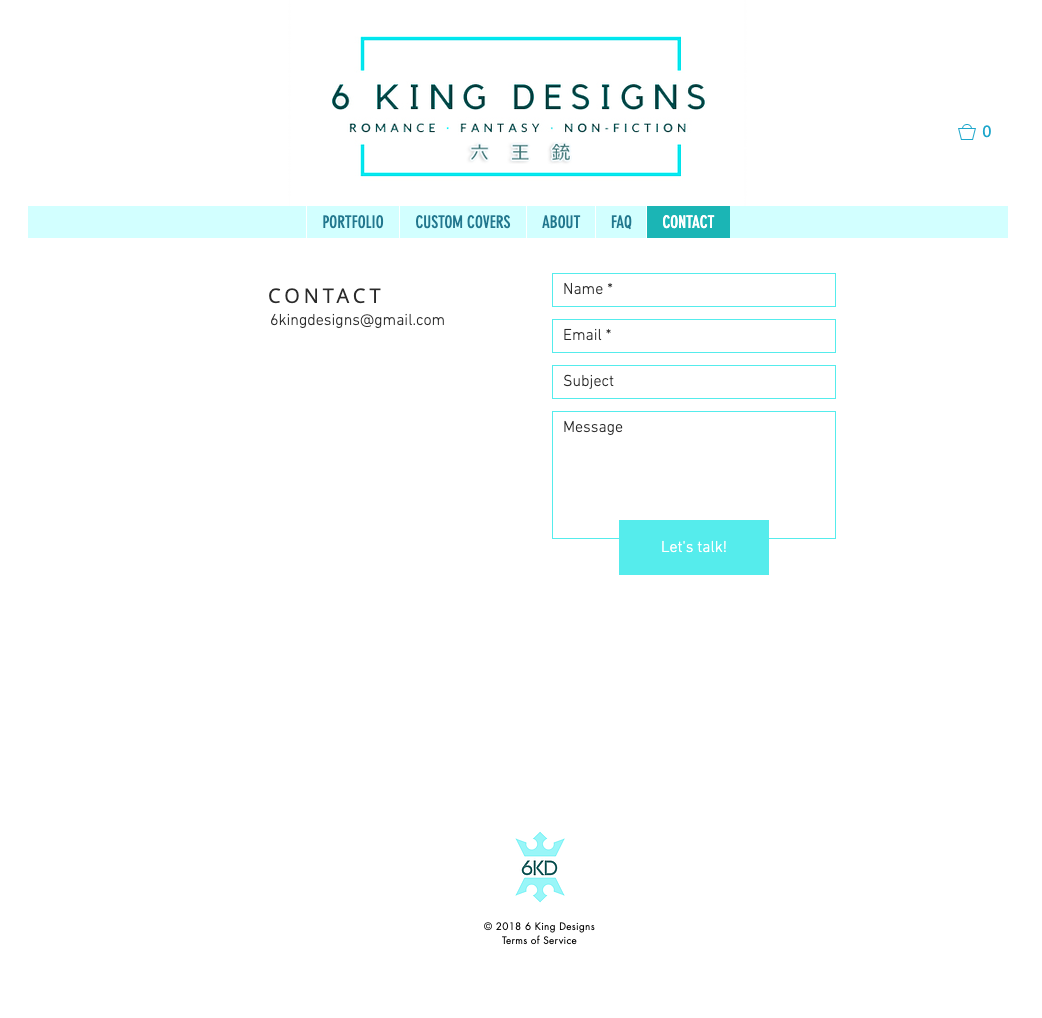 6 KING DESIGNS
ROMANCE · FANTASY · NON-FICTION
六 王 銃
0
PORTFOLIO CUSTOM COVERS ABOUT FAQ CONTACT
CONTACT
6kingdesigns@gmail.com
Name *
Email *
Subject
Message
Let's talk!
6KD
© 2018 6 King Designs
Terms of Service